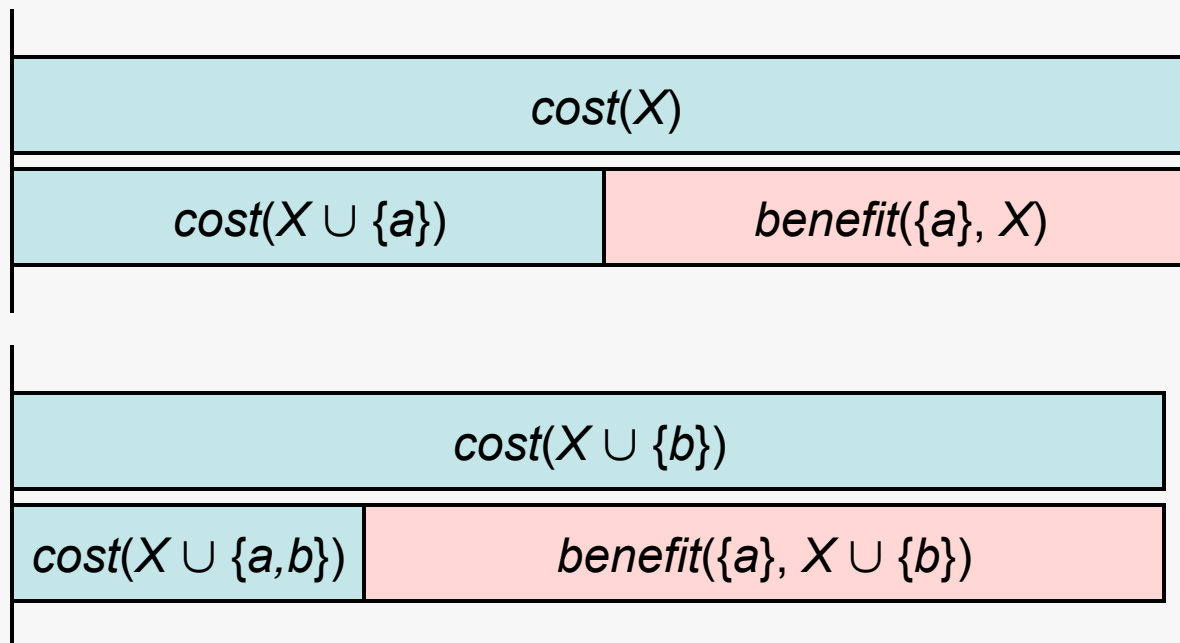 cost(X)
cost(X ∪ {a})
benefit({a}, X)
cost(X ∪ {b})
cost(X ∪ {a,b})
benefit({a}, X ∪ {b})